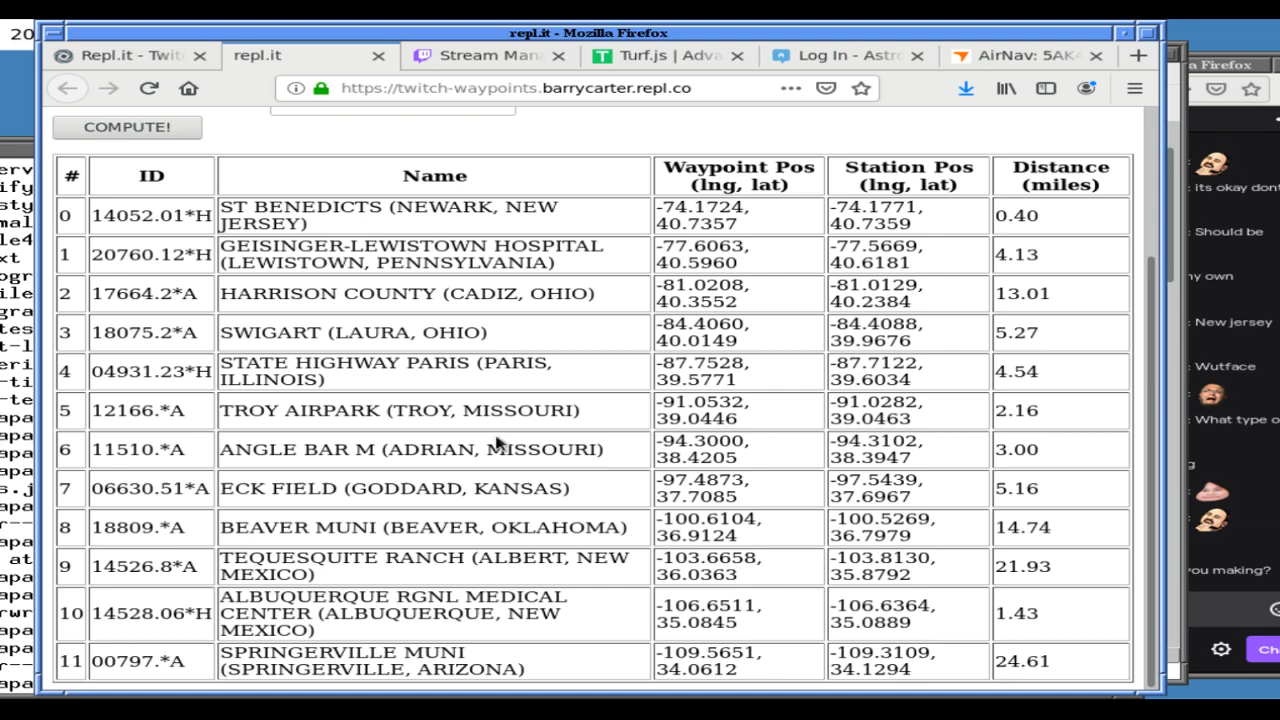 20
repl.it - Mozilla Firefox
Repl.it - Twitc
repl.it
Stream Man
Turf.js | Adva
Log In - Astro
AirNav: 5AK
a Firefox
https://twitch-waypoints.barrycarter.repl.co
COMPUTE!
# ID Name Waypoint Pos (lng, lat) Station Pos (lng, lat) Distance (miles)
0 14052.01*H ST BENEDICTS (NEWARK, NEW JERSEY) -74.1724, 40.7357 -74.1771, 40.7359 0.40
1 20760.12*H GEISINGER-LEWISTOWN HOSPITAL (LEWISTOWN, PENNSYLVANIA) -77.6063, 40.5960 -77.5669, 40.6181 4.13
2 17664.2*A HARRISON COUNTY (CADIZ, OHIO) -81.0208, 40.3552 -81.0129, 40.2384 13.01
3 18075.2*A SWIGART (LAURA, OHIO) -84.4060, 40.0149 -84.4088, 39.9676 5.27
4 04931.23*H STATE HIGHWAY PARIS (PARIS, ILLINOIS) -87.7528, 39.5771 -87.7122, 39.6034 4.54
5 12166.*A TROY AIRPARK (TROY, MISSOURI) -91.0532, 39.0446 -91.0282, 39.0463 2.16
6 11510.*A ANGLE BAR M (ADRIAN, MISSOURI) -94.3000, 38.4205 -94.3102, 38.3947 3.00
7 06630.51*A ECK FIELD (GODDARD, KANSAS) -97.4873, 37.7085 -97.5439, 37.6967 5.16
8 18809.*A BEAVER MUNI (BEAVER, OKLAHOMA) -100.6104, 36.9124 -100.5269, 36.7979 14.74
9 14526.8*A TEQUESQUITE RANCH (ALBERT, NEW MEXICO) -103.6658, 36.0363 -103.8130, 35.8792 21.93
10 14528.06*H ALBUQUERQUE RGNL MEDICAL CENTER (ALBUQUERQUE, NEW MEXICO) -106.6511, 35.0845 -106.6364, 35.0889 1.43
11 00797.*A SPRINGERVILLE MUNI (SPRINGERVILLE, ARIZONA) -109.5651, 34.0612 -109.3109, 34.1294 24.61
: its okay dont
: Should be
ny own
: New jersey
: Wutface
: What type o
you making?